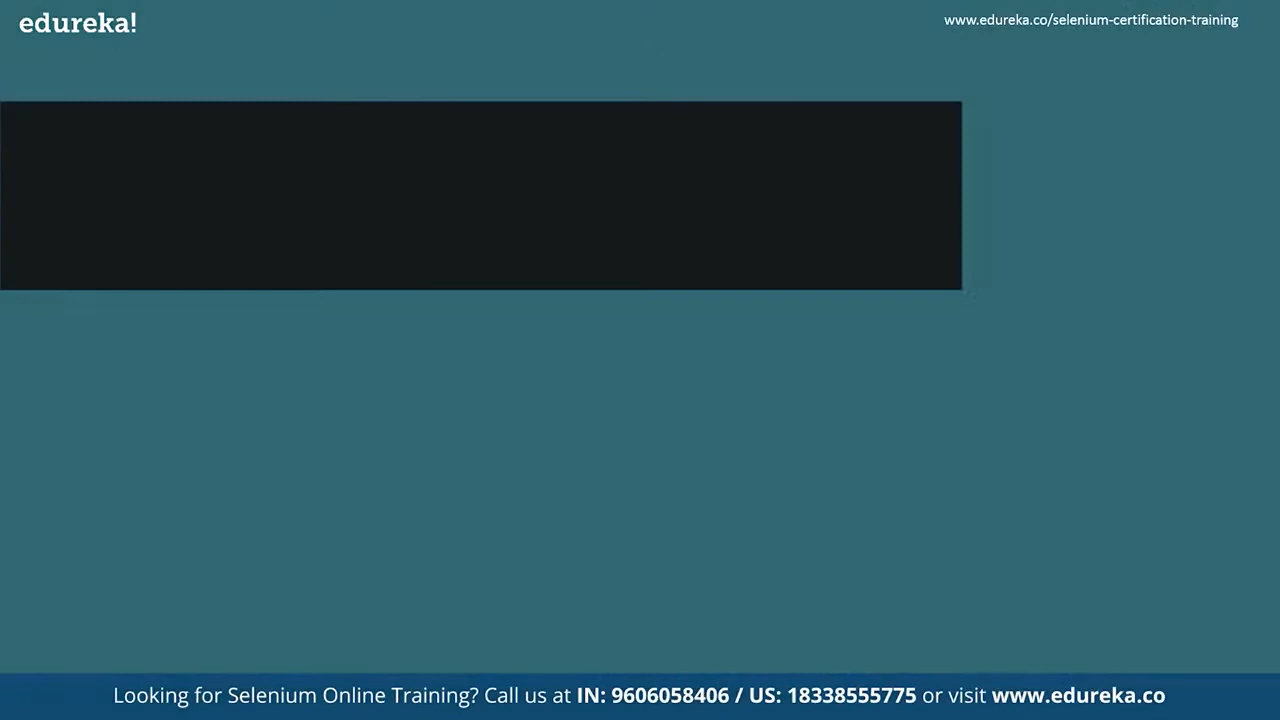 edureka!
www.edureka.co/selenium-certification-training
Looking for Selenium Online Training? Call us at IN: 9606058406 / US: 18338555775 or visit www.edureka.co